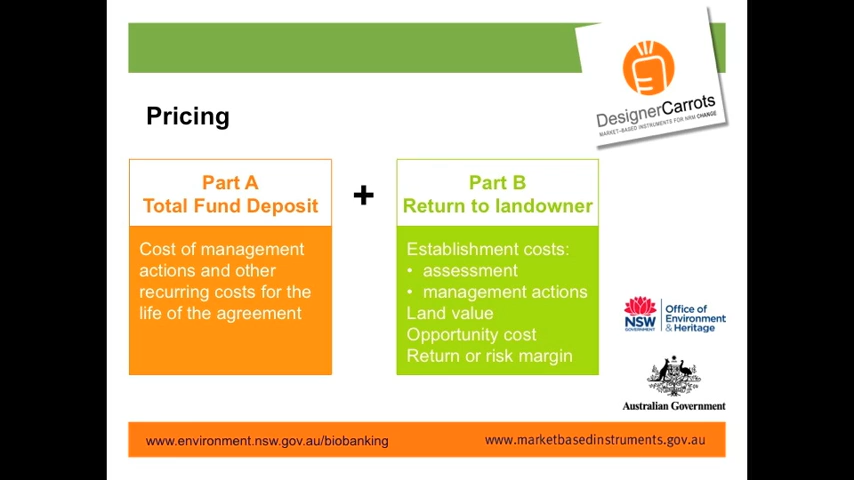 DesignerCarrots
MARKET-BASED INSTRUMENTS FOR NRM CHANGE
Pricing
Part A
Total Fund Deposit
+
Part B
Return to landowner
Cost of management
actions and other
recurring costs for the
life of the agreement
Establishment costs:
• assessment
• management actions
Land value
Opportunity cost
Return or risk margin
NSW
GOVERNMENT
Office of
Environment
& Heritage
Australian Government
www.environment.nsw.gov.au/biobanking
www.marketbasedinstruments.gov.au